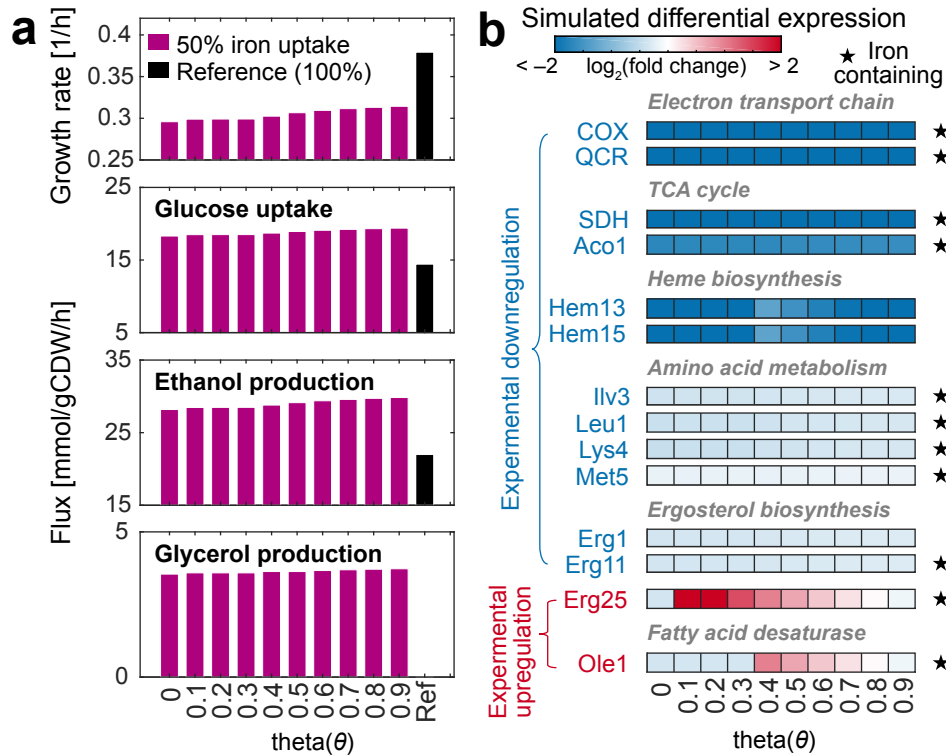 a
Growth rate [1/h]
0.4
0.3
0.25
50% iron uptake
Reference (100%)
Flux [mmol/gCDW/h]
25
15
5
Glucose uptake
35
25
15
Ethanol production
5
0
Glycerol production
0 0.1 0.2 0.3 0.4 0.5 0.6 0.7 0.8 0.9 Ref
theta(θ)
b
Simulated differential expression
< −2 log₂(fold change) > 2
★ Iron containing
Expermental downregulation
Electron transport chain
COX ★
QCR ★
TCA cycle
SDH ★
Aco1 ★
Heme biosynthesis
Hem13
Hem15
Amino acid metabolism
Ilv3 ★
Leu1 ★
Lys4 ★
Met5 ★
Ergosterol biosynthesis
Erg1
Erg11 ★
Expermental upregulation
Erg25 ★
Fatty acid desaturase
Ole1 ★
0 0.1 0.2 0.3 0.4 0.5 0.6 0.7 0.8 0.9
theta(θ)